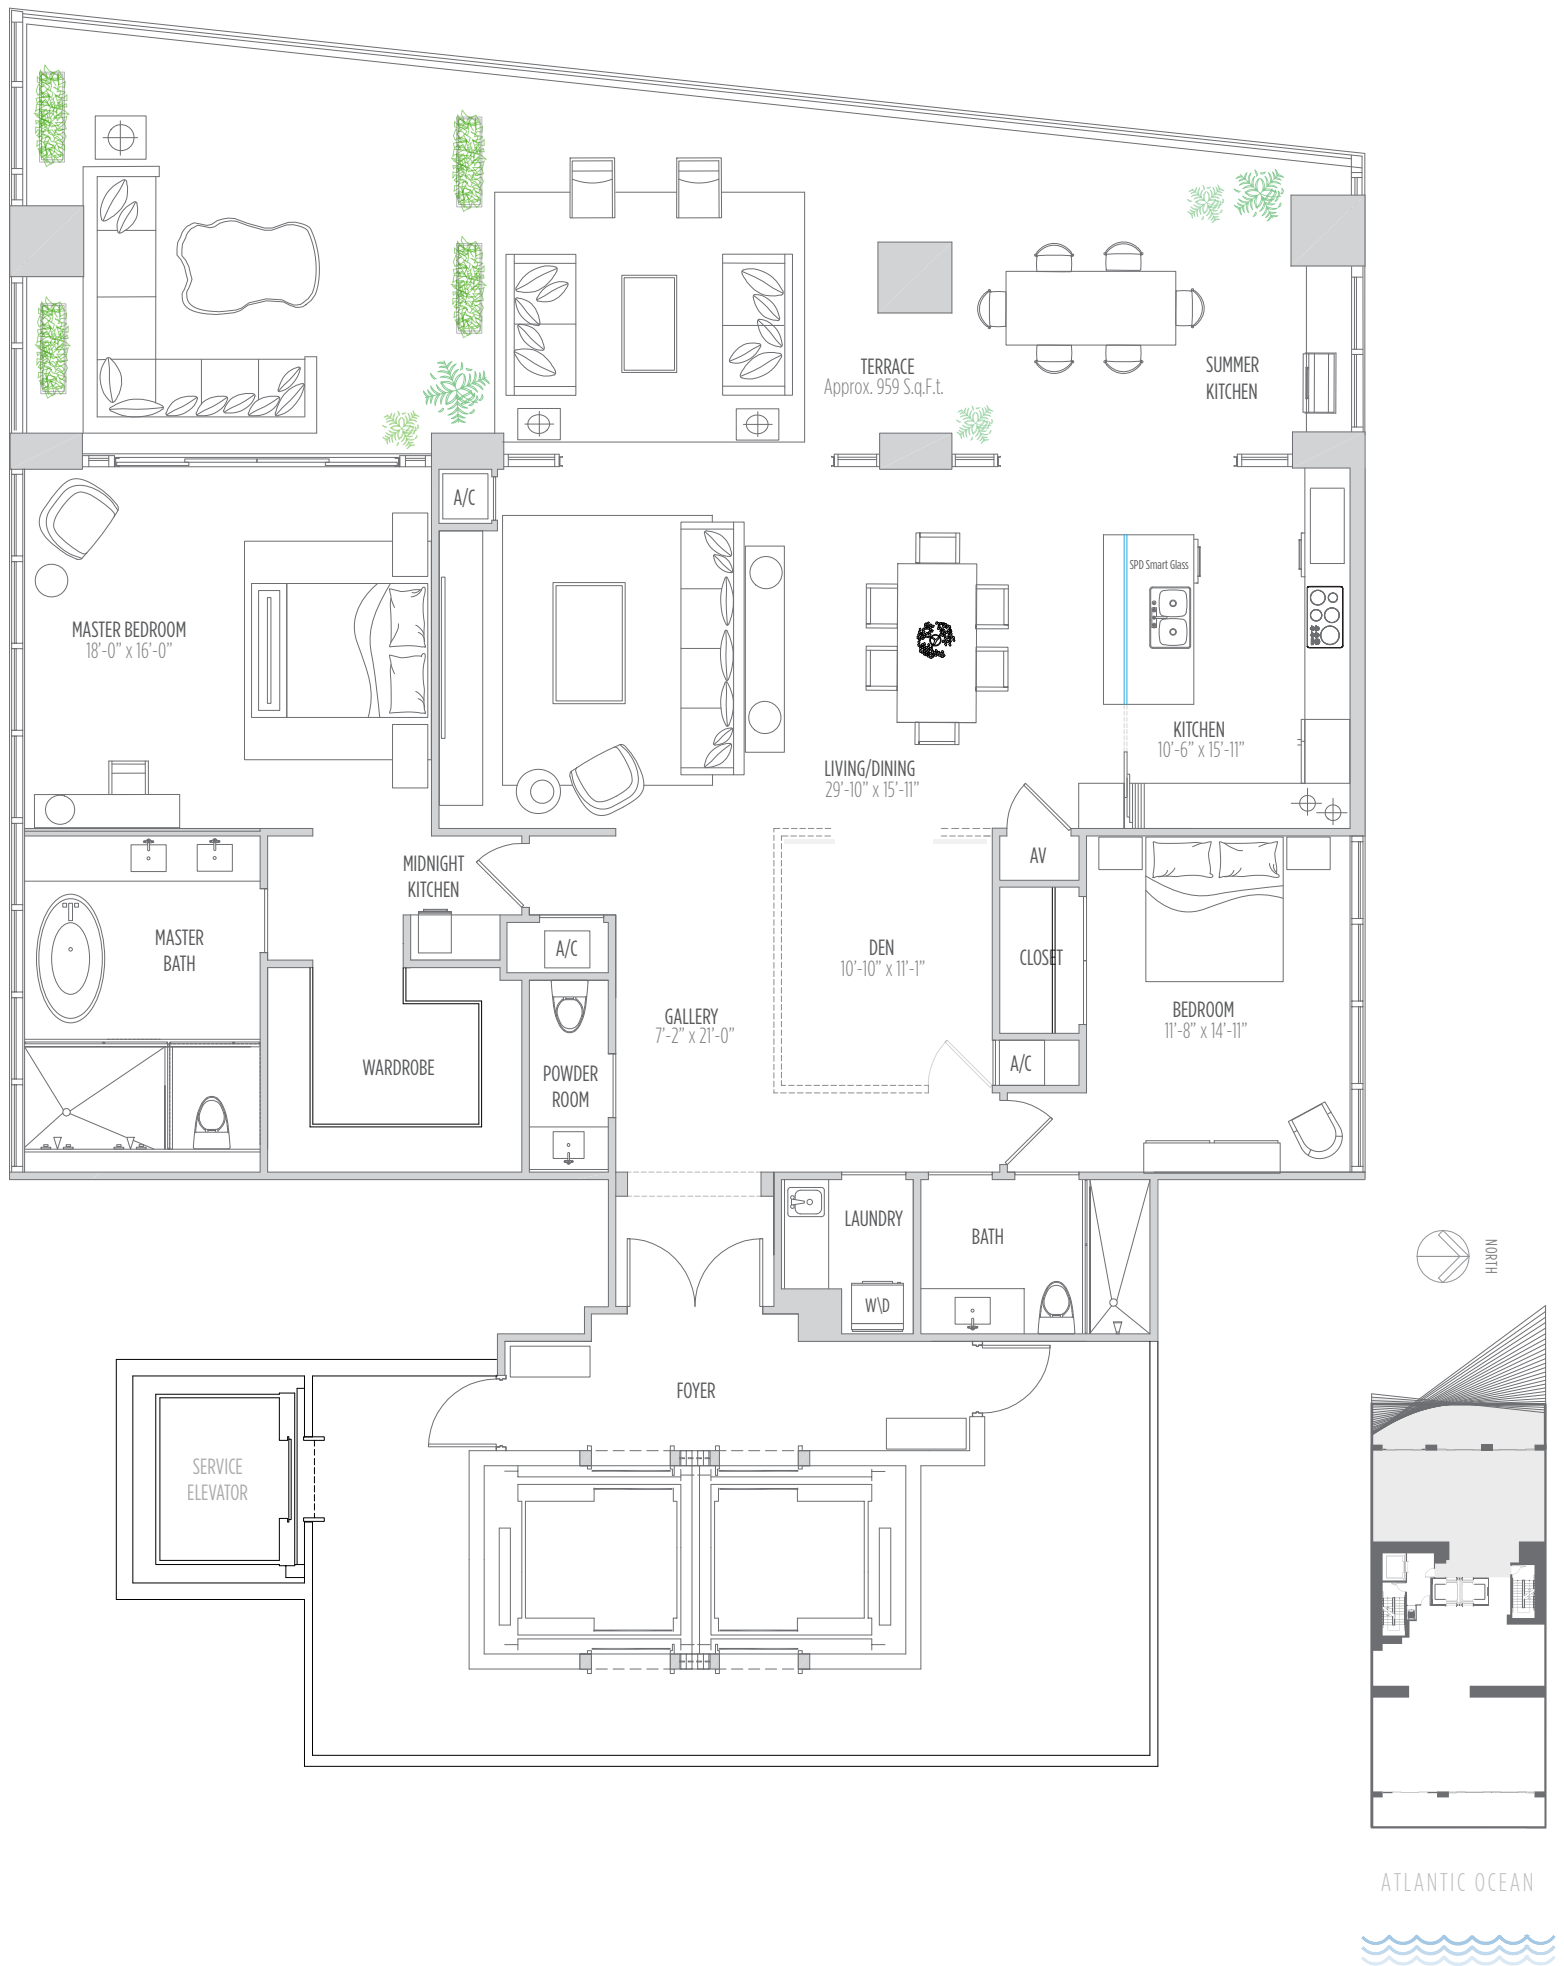 TERRACE
Approx. 959 S.q.F.t.
SUMMER
KITCHEN
A/C
SPD Smart Glass
MASTER BEDROOM
18'-0" x 16'-0"
KITCHEN
10'-6" x 15'-11"
LIVING/DINING
29'-10" x 15'-11"
MIDNIGHT
KITCHEN
AV
MASTER
BATH
A/C
DEN
10'-10" x 11'-1"
CLOSET
GALLERY
7'-2" x 21'-0"
BEDROOM
11'-8" x 14'-11"
WARDROBE
POWDER
ROOM
A/C
LAUNDRY
BATH
W\D
NORTH
FOYER
SERVICE
ELEVATOR
ATLANTIC OCEAN